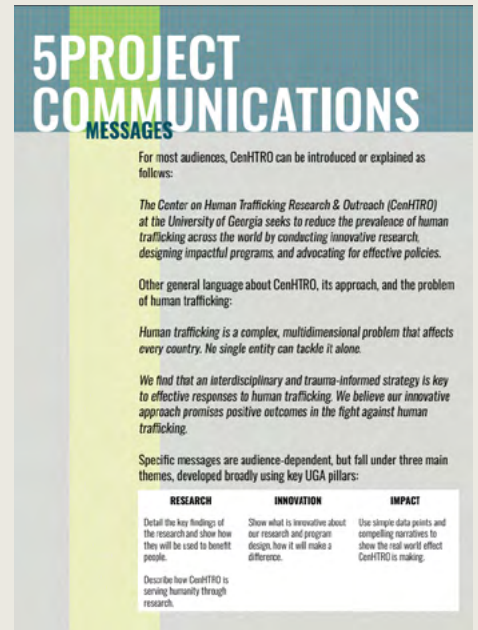 5PROJECT
COMMUNICATIONS
MESSAGES
For most audiences, CenHTRO can be introduced or explained as
follows:
The Center on Human Trafficking Research & Outreach (CenHTRO)
at the University of Georgia seeks to reduce the prevalence of human
trafficking across the world by conducting innovative research,
designing impactful programs, and advocating for effective policies.
Other general language about CenHTRO, its approach, and the problem
of human trafficking:
Human trafficking is a complex, multidimensional problem that affects
every country. No single entity can tackle it alone.
We find that an interdisciplinary and trauma-informed strategy is key
to effective responses to human trafficking. We believe our innovative
approach promises positive outcomes in the fight against human
trafficking.
Specific messages are audience-dependent, but fall under three main
themes, developed broadly using key UGA pillars:
RESEARCH
Detail the key findings of
the research and show how
they will be used to benefit
people.
Describe how CenHTRO is
serving humanity through
research.
INNOVATION
Show what is innovative about
our research and program
design, how it will make a
difference.
IMPACT
Use simple data points and
compelling narratives to
show the real world effect
CenHTRO is making.